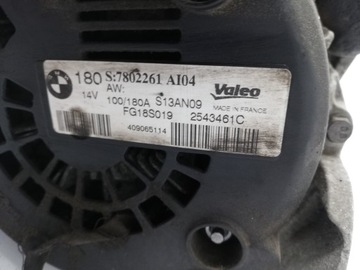 180 S:7802261 AI04
14V AW:
100/180A S13AN09
FG18S019 2543461C
409065114
Valeo
MADE IN FRANCE